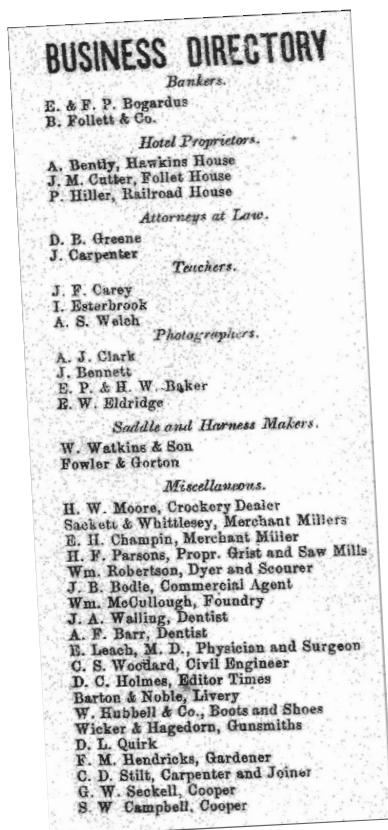 BUSINESS DIRECTORY
Bankers.
E. & F. P. Bogardus
B. Follett & Co.
Hotel Proprietors.
A. Bently, Hawkins House
J. M. Cutter, Follet House
P. Hiller, Railroad House
Attorneys at Law.
D. B. Greene
J. Carpenter
Teachers.
J. F. Carey
I. Esterbrook
A. S. Welch
Photographers.
A. J. Clark
J. Bennett
E. P. & H. W. Baker
E. W. Eldridge
Saddle and Harness Makers.
W. Watkins & Son
Fowler & Gorton
Miscellaneous.
H. W. Moore, Crockery Dealer
Sackett & Whittlesey, Merchant Millers
E. H. Champin, Merchant Miller
H. F. Parsons, Propr. Grist and Saw Mills
Wm. Robertson, Dyer and Scourer
J. B. Bodle, Commercial Agent
Wm. McCullough, Foundry
J. A. Wailing, Dentist
A. F. Barr, Dentist
E. Leach, M. D., Physician and Surgeon
C. S. Woodard, Civil Engineer
D. C. Holmes, Editor Times
Barton & Noble, Livery
W. Hubbell & Co., Boots and Shoes
Wicker & Hagedorn, Gunsmiths
D. L. Quirk
F. M. Hendricks, Gardener
C. D. Stilt, Carpenter and Joiner
G. W. Seckell, Cooper
S. W Campbell, Cooper